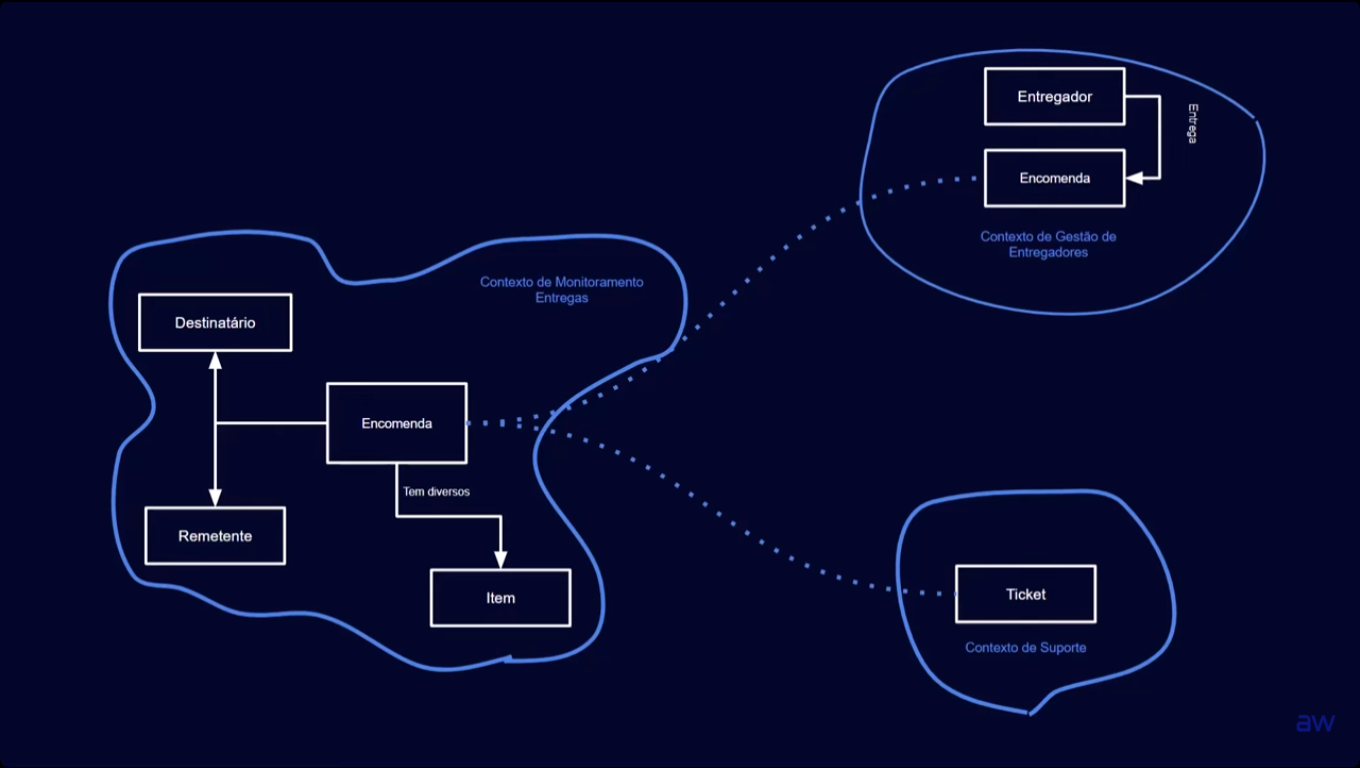 Entregador
Entrega
Encomenda
Contexto de Gestão de
Entregadores
Contexto de Monitoramento
Entregas
Destinatário
Encomenda
Tem diversos
Remetente
Item
Ticket
Contexto de Suporte
aw